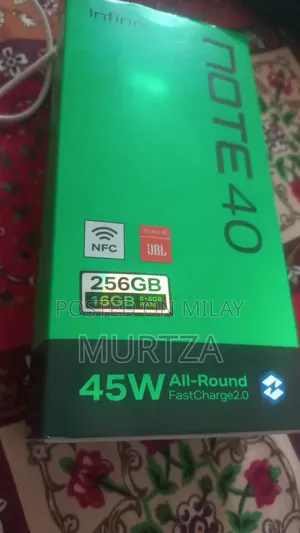 Infinix
NOTE 40
NFC
JBL
256GB
16GB 8+8GB
RAM
POSTED ON MILAY
MURTZA
45W All-Round
FastCharge2.0